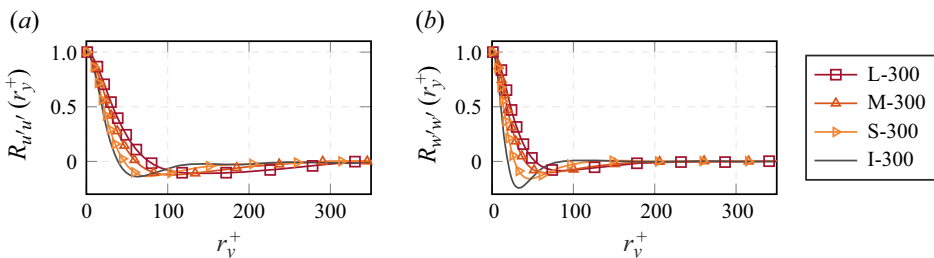 (a)
1.0
0.5
0
0 100 200 300
R_{u'u'} (r_y^+)
r_y^+
(b)
1.0
0.5
0
0 100 200 300
R_{w'w'} (r_y^+)
r_y^+
L-300
M-300
S-300
I-300